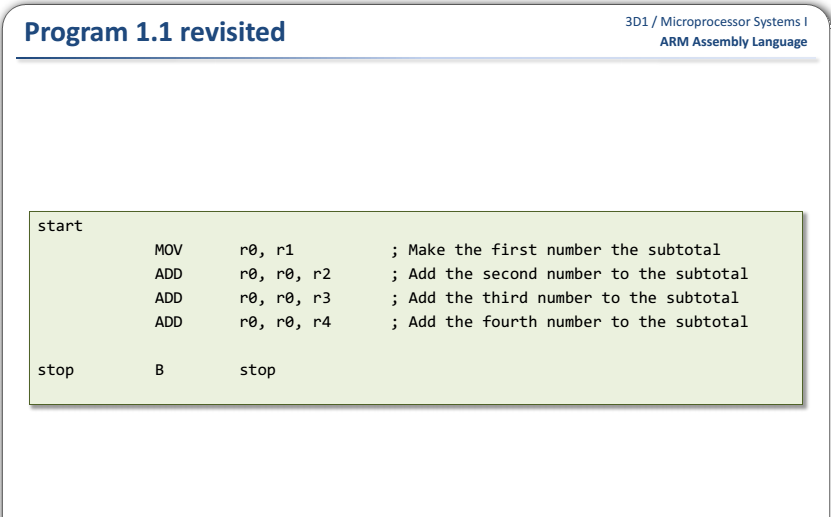 Program 1.1 revisited
3D1 / Microprocessor Systems I
ARM Assembly Language
start
MOV r0, r1 ; Make the first number the subtotal
ADD r0, r0, r2 ; Add the second number to the subtotal
ADD r0, r0, r3 ; Add the third number to the subtotal
ADD r0, r0, r4 ; Add the fourth number to the subtotal
stop B stop